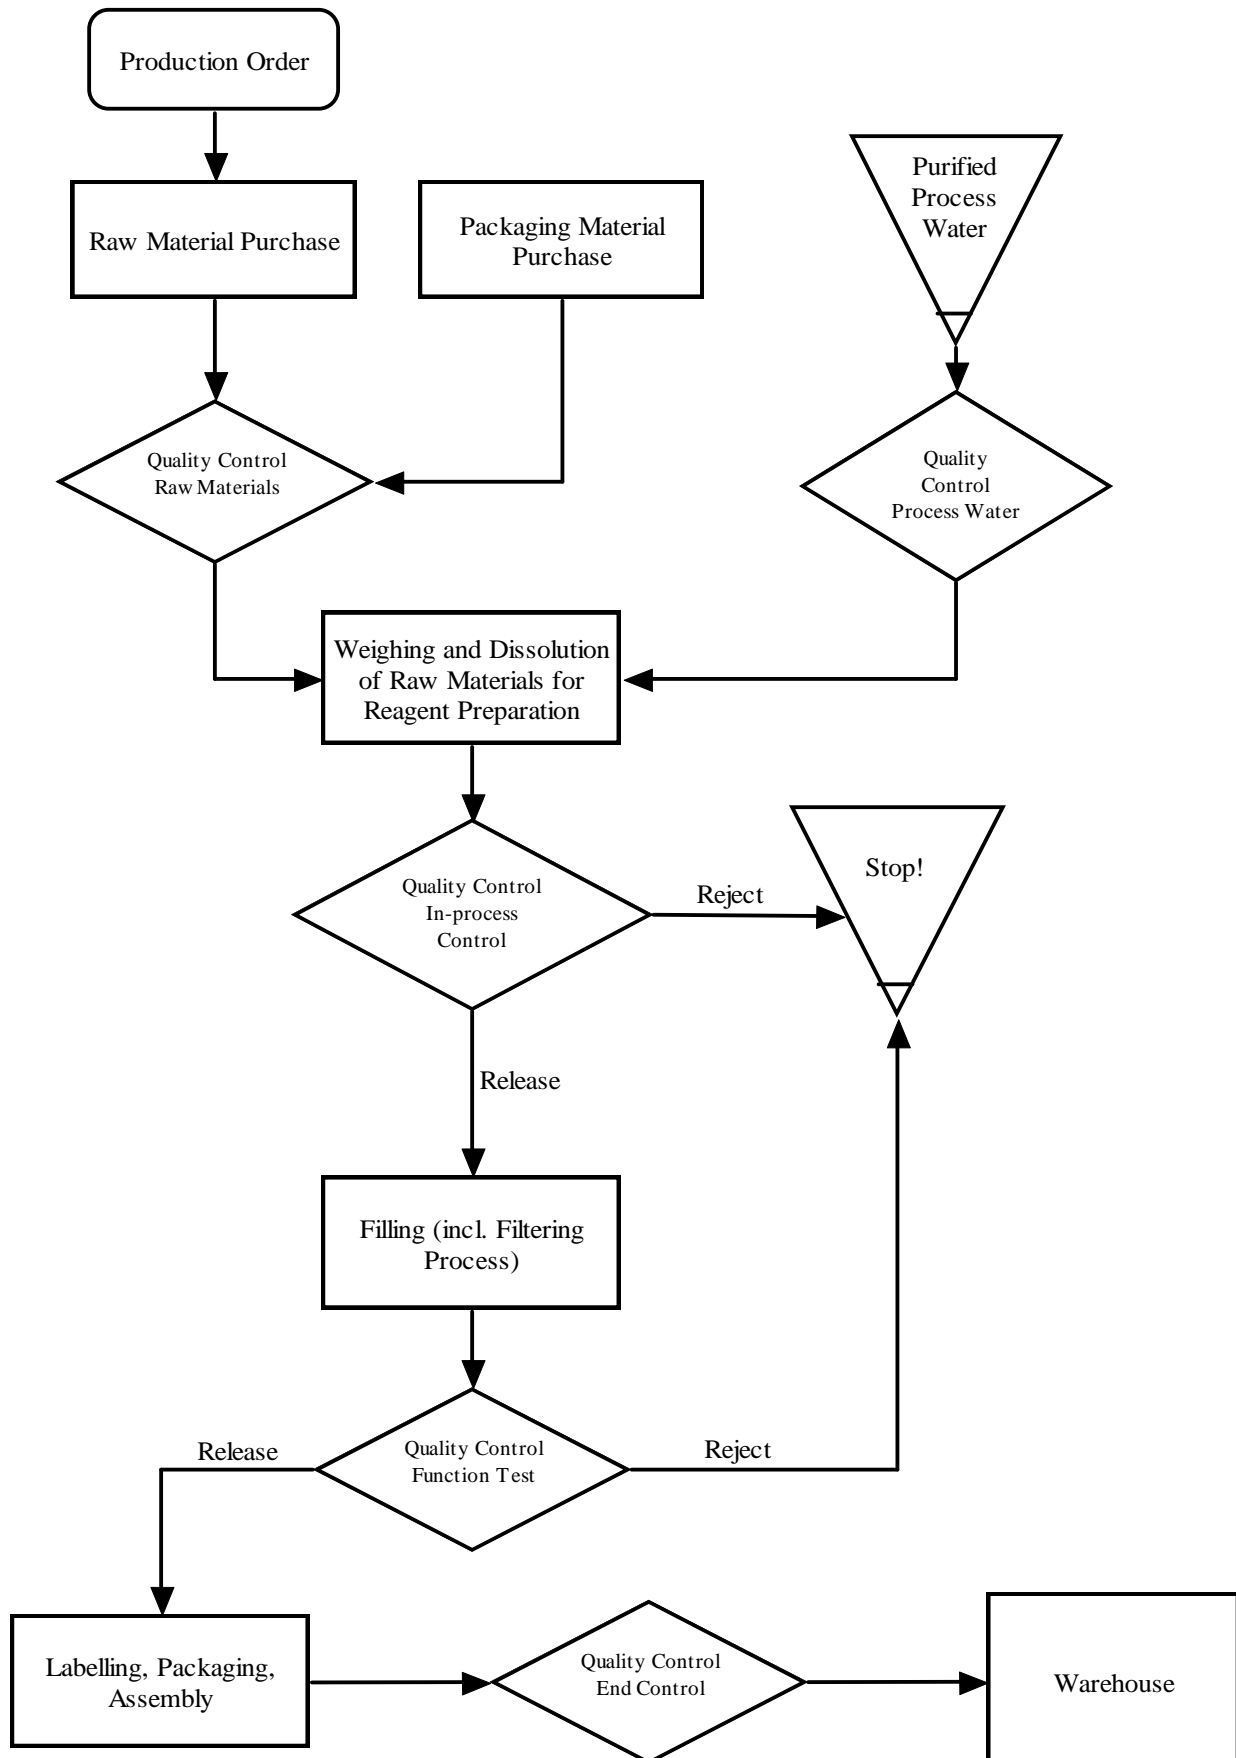 Production Order
Raw Material Purchase
Packaging Material
Purchase
Purified
Process
Water
Quality Control
Raw Materials
Quality
Control
Process Water
Weighing and Dissolution
of Raw Materials for
Reagent Preparation
Quality Control
In-process
Control
Reject
Stop!
Release
Filling (incl. Filtering
Process)
Quality Control
Function Test
Release
Reject
Labelling, Packaging,
Assembly
Quality Control
End Control
Warehouse